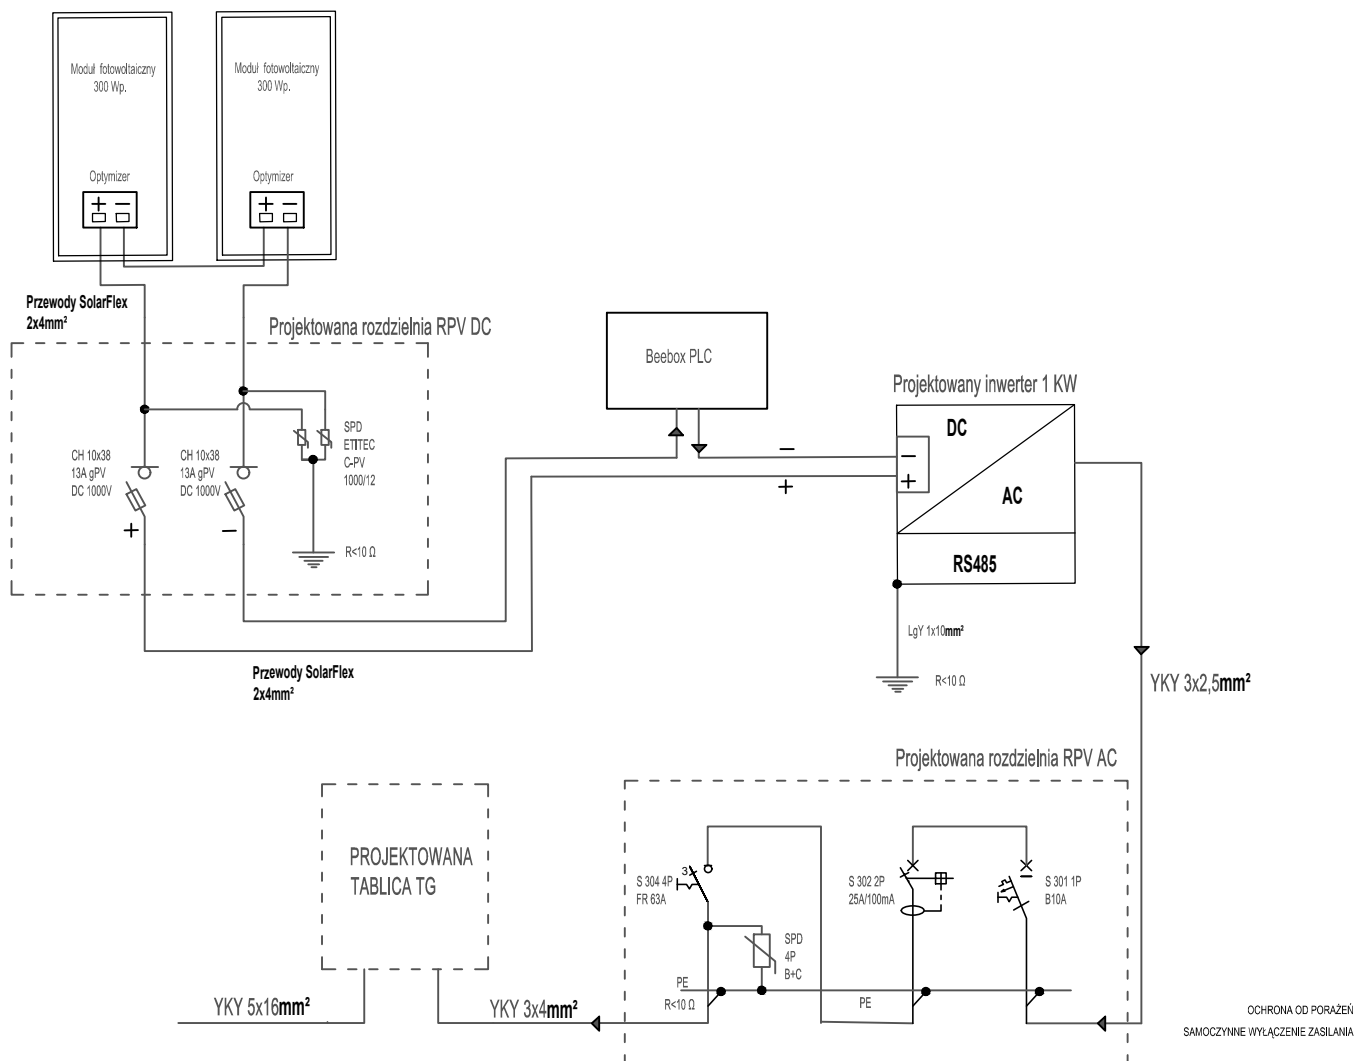 Moduł fotowoltaiczny
300 Wp.
Moduł fotowoltaiczny
300 Wp.
Optymizer
Optymizer
+ −
+ −
Przewody SolarFlex
2x4mm²
Projektowana rozdzielnia RPV DC
CH 10x38
13A gPV
DC 1000V
CH 10x38
13A gPV
DC 1000V
SPD
ETITEC
C-PV
1000/12
+
−
R<10 Ω
Przewody SolarFlex
2x4mm²
Beebox PLC
−
+
Projektowany inwerter 1 KW
DC
−
+
AC
RS485
LgY 1x10mm²
R<10 Ω
YKY 3x2,5mm²
Projektowana rozdzielnia RPV AC
PROJEKTOWANA
TABLICA TG
YKY 5x16mm²
YKY 3x4mm²
S 304 4P
FR 63A
3
SPD
4P
B+C
PE
R<10 Ω
S 302 2P
25A/100mA
PE
S 301 1P
B10A
OCHRONA OD PORAŻEŃ
SAMOCZYNNE WYŁĄCZENIE ZASILANIA